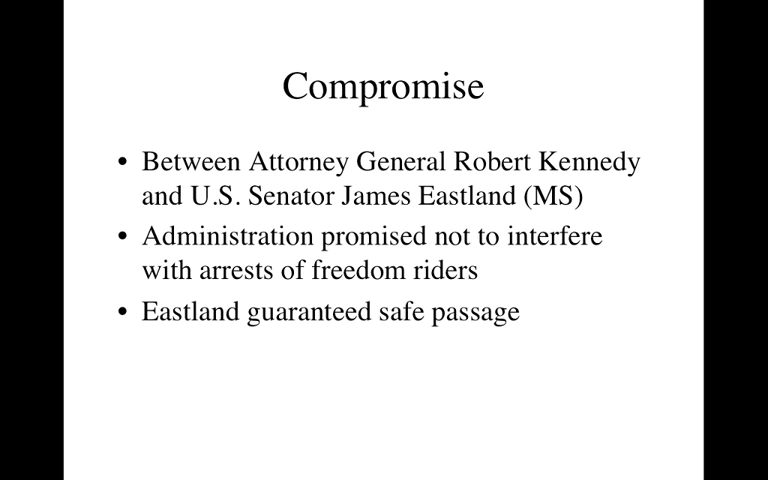 Compromise
• Between Attorney General Robert Kennedy
and U.S. Senator James Eastland (MS)
• Administration promised not to interfere
with arrests of freedom riders
• Eastland guaranteed safe passage